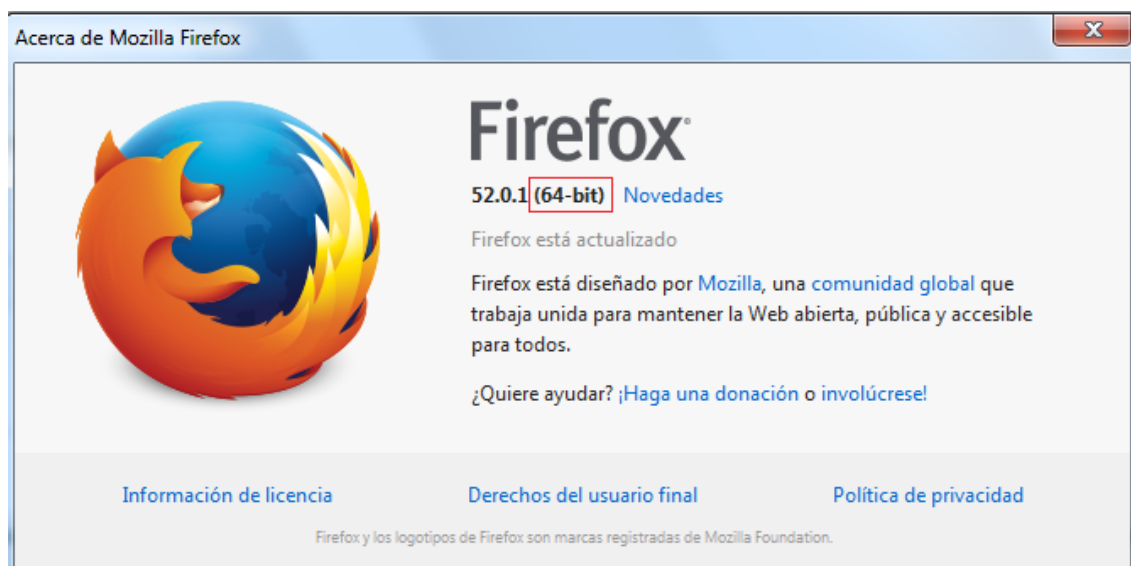 Acerca de Mozilla Firefox
Firefox
52.0.1 (64-bit) Novedades
Firefox está actualizado
Firefox está diseñado por Mozilla, una comunidad global que
trabaja unida para mantener la Web abierta, pública y accesible
para todos.
¿Quiere ayudar? ¡Haga una donación o involúcrese!
Información de licencia Derechos del usuario final Política de privacidad
Firefox y los logotipos de Firefox son marcas registradas de Mozilla Foundation.